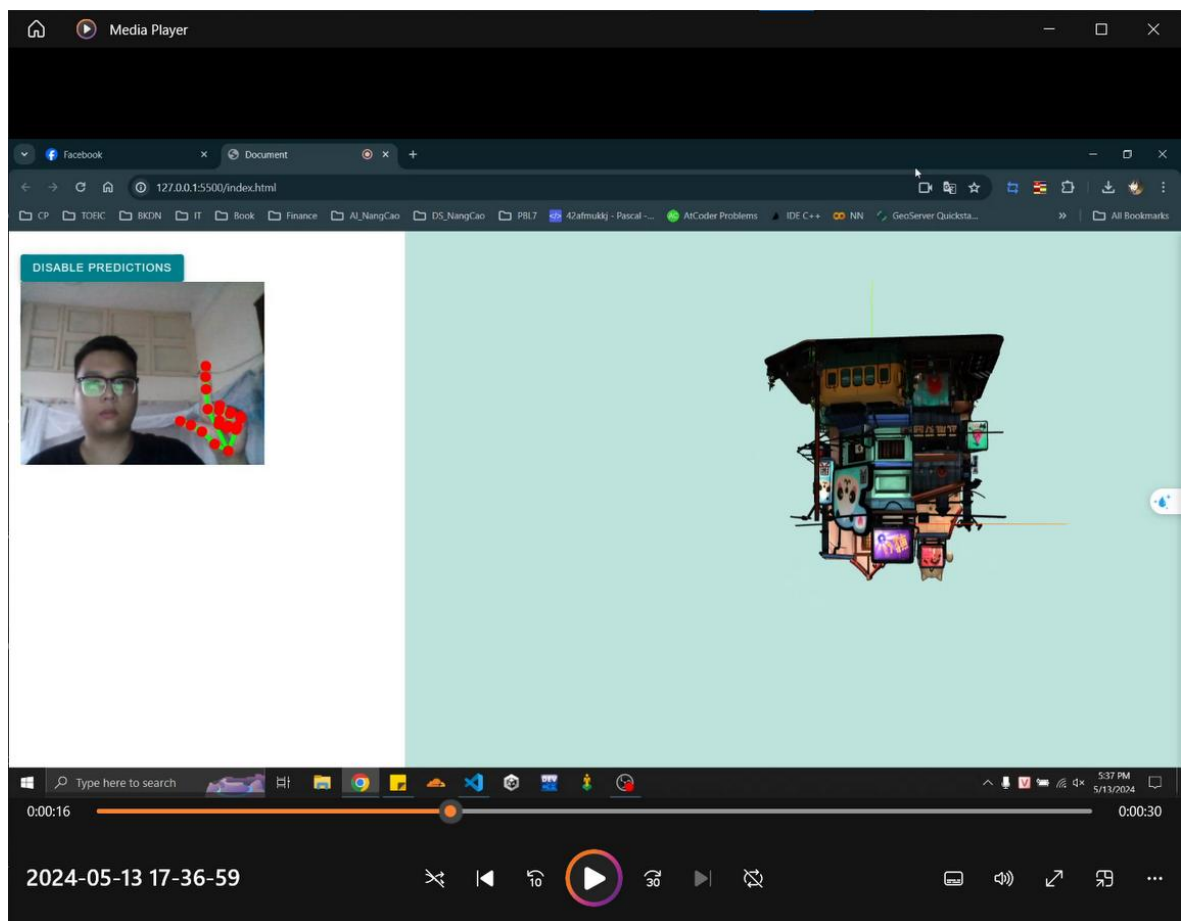 Media Player
Facebook
Document
127.0.0.1:5500/index.html
CP TOEIC BKDN IT Book Finance AI_NangCao DS_NangCao PBL7 42afmukkj - Pascal -... AtCoder Problems IDE C++ NN GeoServer Quicksta... » All Bookmarks
DISABLE PREDICTIONS
Type here to search
5:37 PM
5/13/2024
0:00:16
0:00:30
2024-05-13 17-36-59
10
30